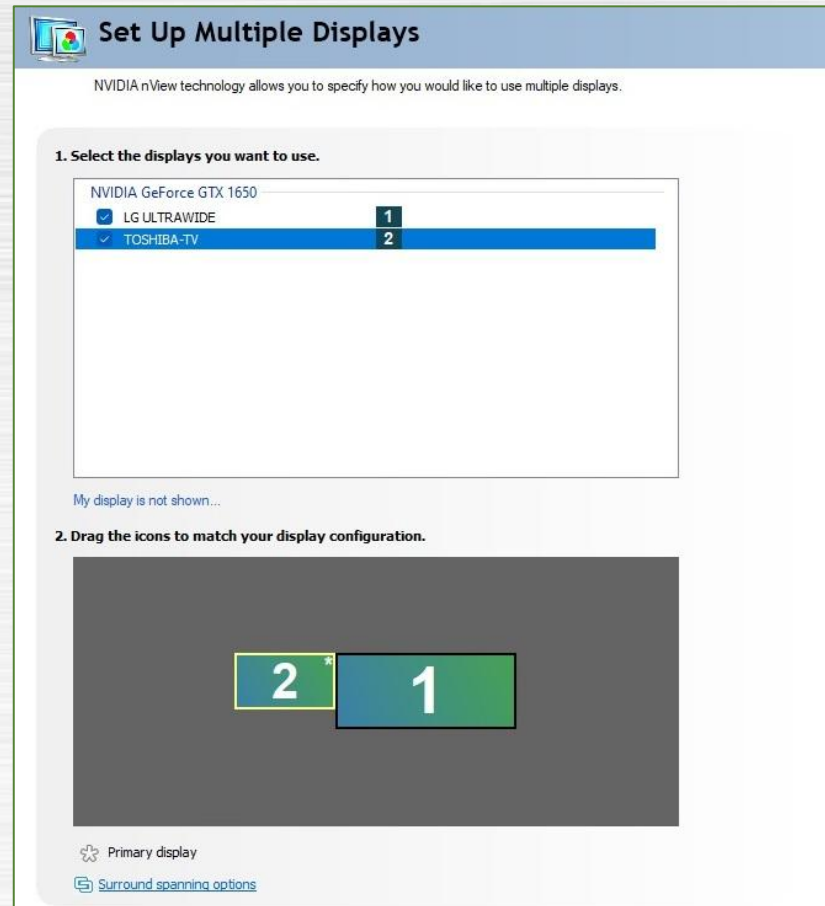 Set Up Multiple Displays
NVIDIA nView technology allows you to specify how you would like to use multiple displays.
1. Select the displays you want to use.
NVIDIA GeForce GTX 1650
LG ULTRAWIDE 1
TOSHIBA-TV 2
My display is not shown...
2. Drag the icons to match your display configuration.
2 * 1
Primary display
Surround spanning options